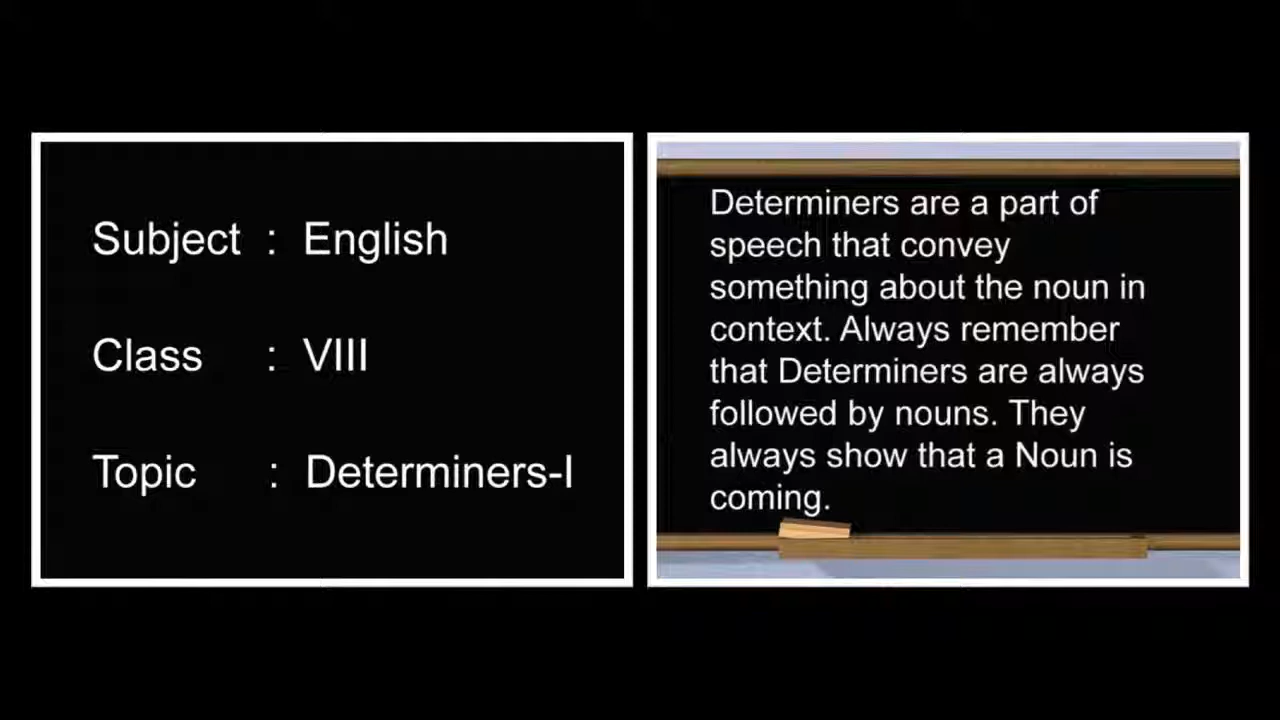 Subject : English
Class : VIII
Topic : Determiners-I
Determiners are a part of
speech that convey
something about the noun in
context. Always remember
that Determiners are always
followed by nouns. They
always show that a Noun is
coming.